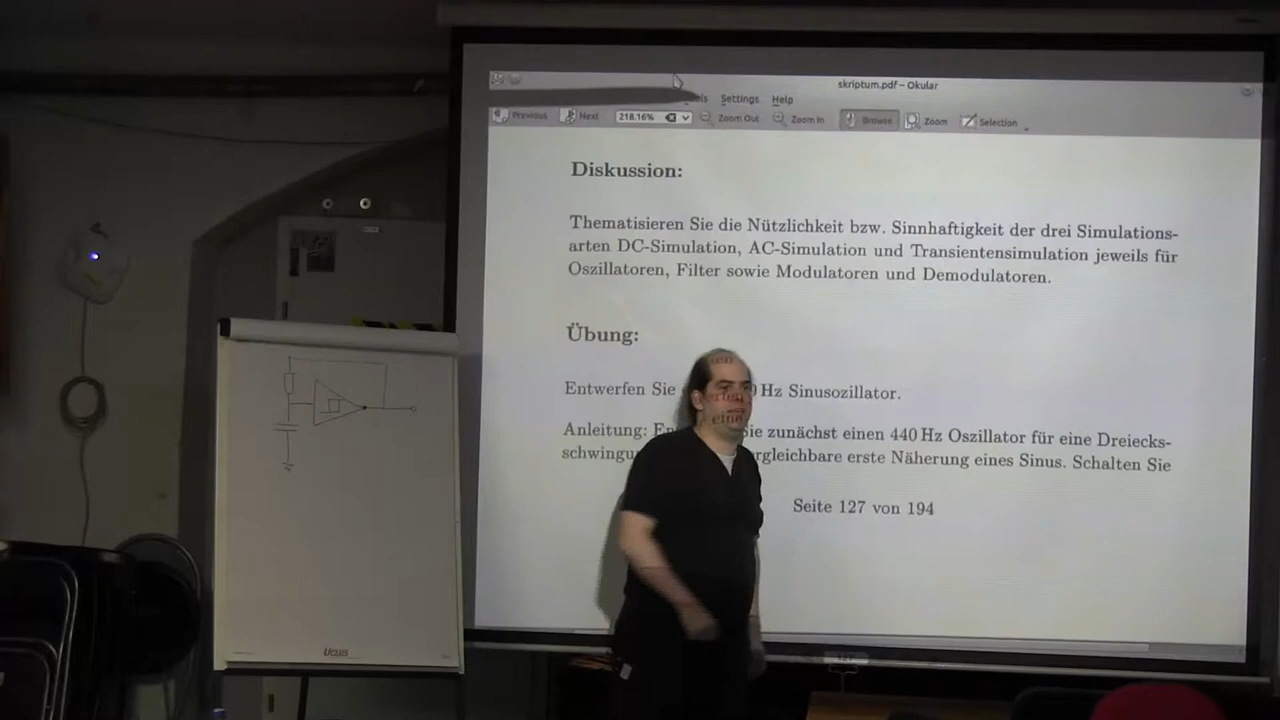 skriptum.pdf – Okular
Settings Help
Previous Next 218.16% Zoom Out Zoom In Browse Zoom Selection
Diskussion:
Thematisieren Sie die Nützlichkeit bzw. Sinnhaftigkeit der drei Simulations-
arten DC-Simulation, AC-Simulation und Transientensimulation jeweils für
Oszillatoren, Filter sowie Modulatoren und Demodulatoren.
Übung:
Entwerfen Sie Hz Sinusozillator.
Anleitung: Sie zunächst einen 440 Hz Oszillator für eine Dreiecks-
erste Näherung eines Sinus. Schalten Sie
Seite 127 von 194